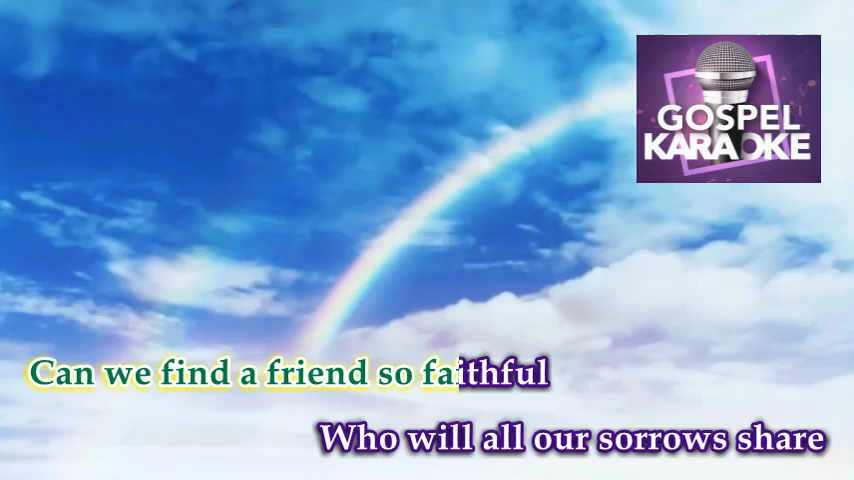 GOSPEL
KARAOKE
Can we find a friend so faithful
Who will all our sorrows share